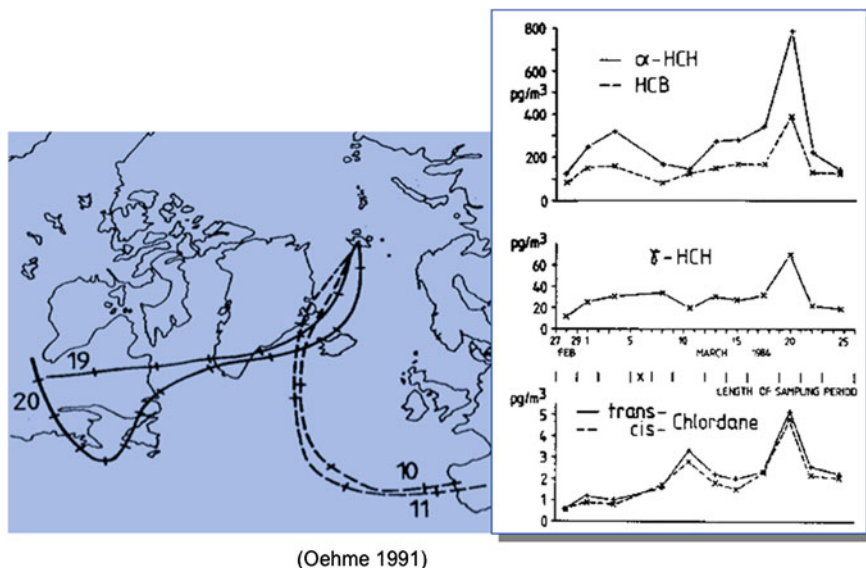 19
20
10
11
(Oehme 1991)
800
600
pg/m³
400
200
0
α-HCH
HCB
pg/m³
60
40
20
0
γ-HCH
27 29 1 5 10 15 20 25
FEB MARCH 1984
x
LENGTH OF SAMPLING PERIOD
pg/m³
5
4
3
2
1
0
trans-
cis- Chlordane